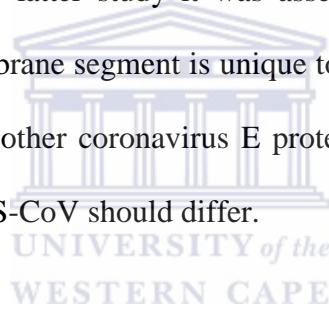 latter study it was asse
brane segment is unique to
other coronavirus E prote
S-CoV should differ.
UNIVERSITY of the
WESTERN CAPE